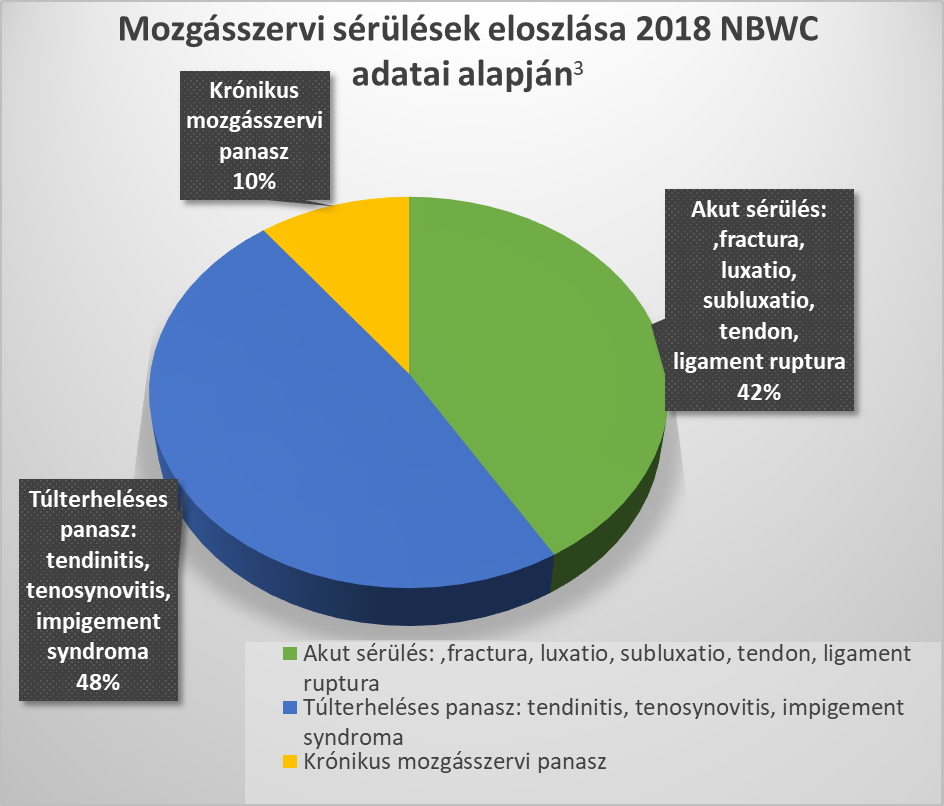 Mozgásszervi sérülések eloszlása 2018 NBWC
adatai alapján³
Krónikus
mozgásszervi
panasz
10%
Akut sérülés:
,fractura,
luxatio,
subluxatio,
tendon,
ligament ruptura
42%
Túlterheléses
panasz:
tendinitis,
tenosynovitis,
impigement
syndroma
48%
Akut sérülés: ,fractura, luxatio, subluxatio, tendon, ligament
ruptura
Túlterheléses panasz: tendinitis, tenosynovitis, impigement
syndroma
Krónikus mozgásszervi panasz